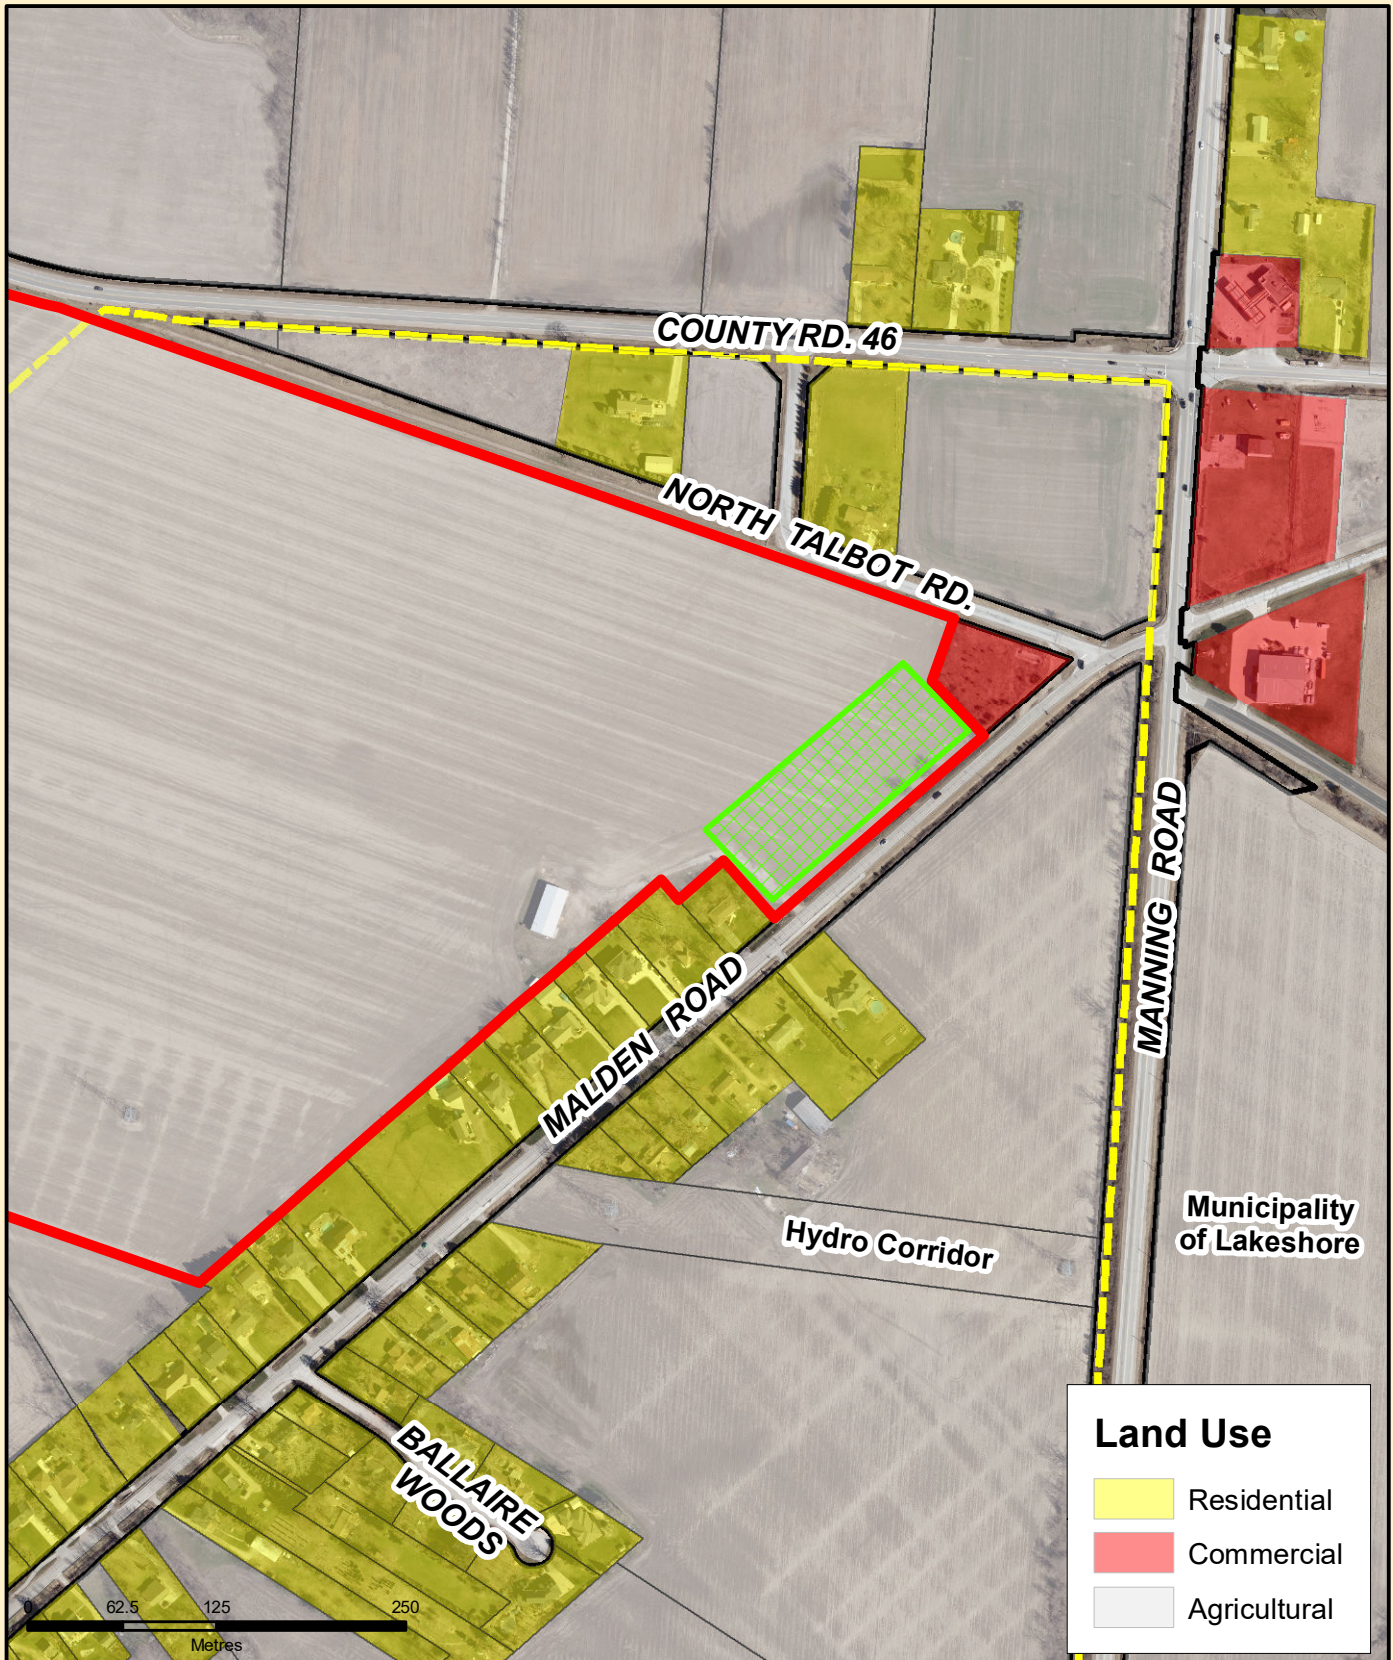 COUNTY RD. 46
NORTH TALBOT RD.
MANNING ROAD
MALDEN ROAD
Municipality
of Lakeshore
Hydro Corridor
BALLAIRE
WOODS
Land Use
Residential
Commercial
Agricultural
0 62.5 125 250
Metres